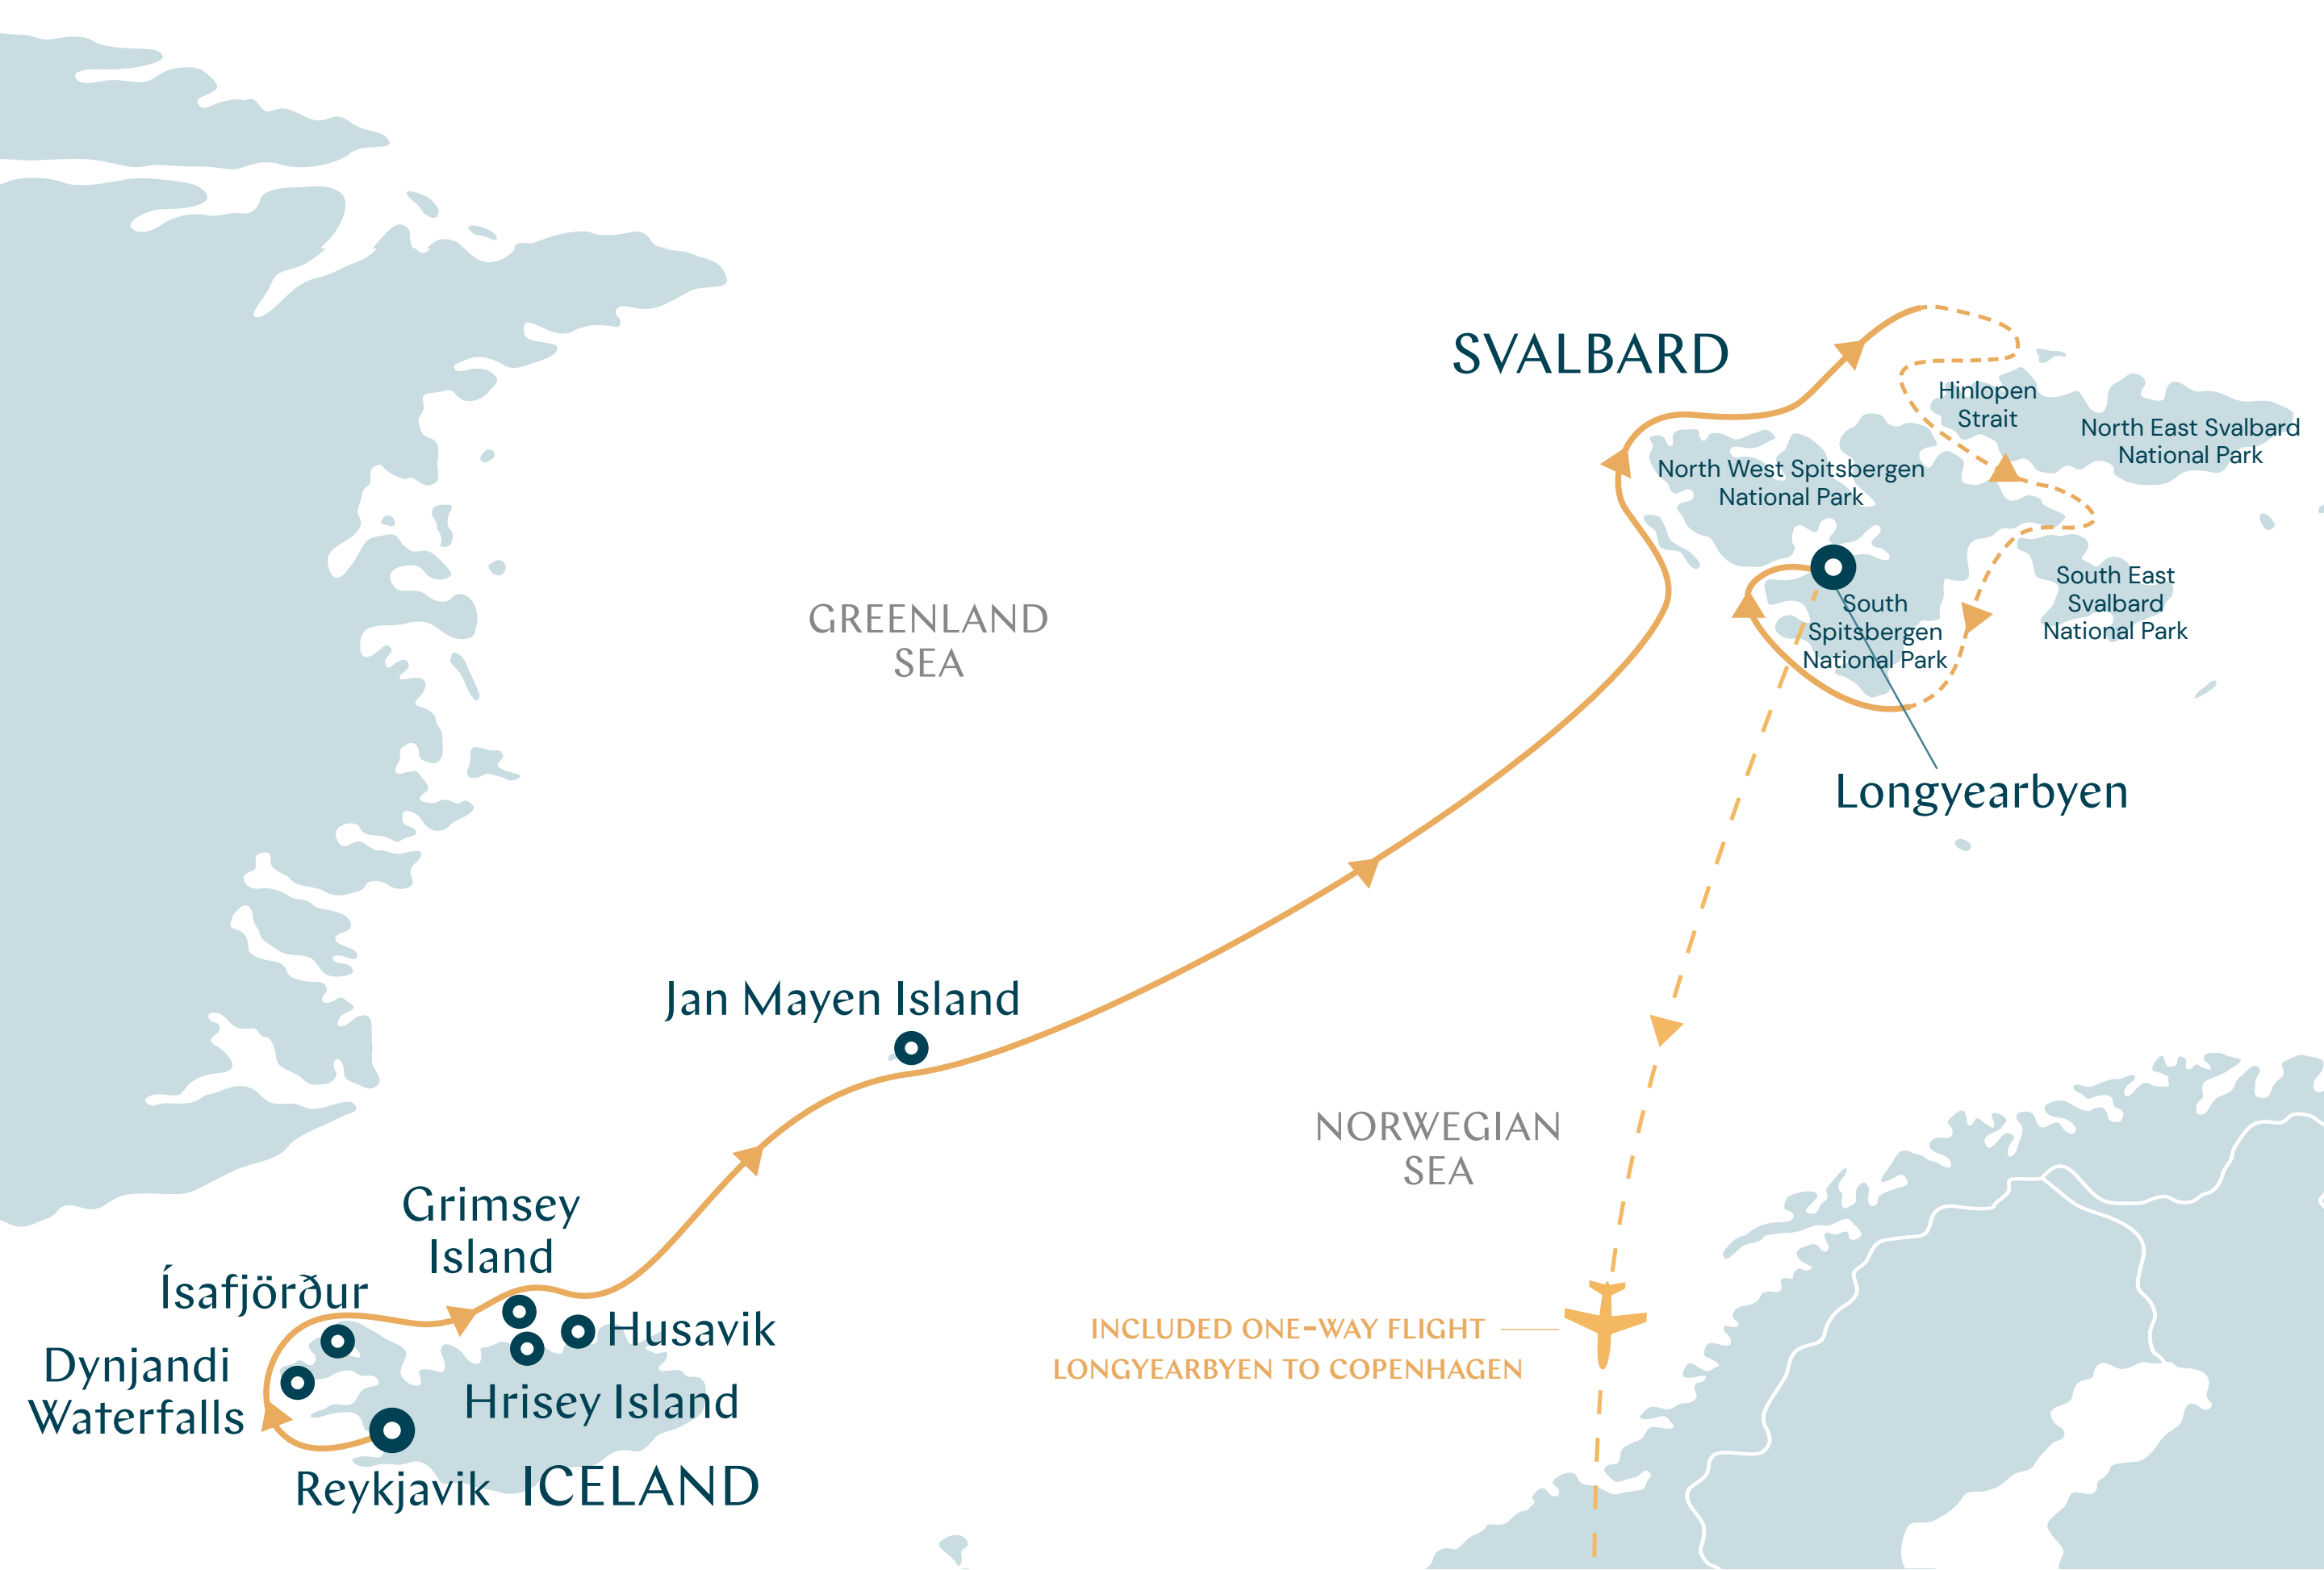 SVALBARD
Hinlopen
Strait
North East Svalbard
National Park
North West Spitsbergen
National Park
South East
Svalbard
National Park
South
Spitsbergen
National Park
GREENLAND
SEA
Longyearbyen
Jan Mayen Island
NORWEGIAN
SEA
Grimsey
Island
Ísafjörður
Husavik
INCLUDED ONE-WAY FLIGHT
LONGYEARBYEN TO COPENHAGEN
Dynjandi
Waterfalls
Hrisey Island
Reykjavik
ICELAND